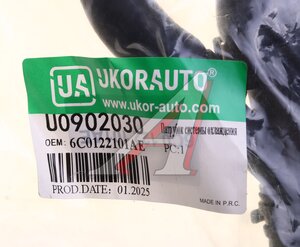 UA UKORAUTO®
www.ukor-auto.com
U0902030
Патрубок системы охлаждения
OEM: 6C0122101AE PC:1
PROD.DATE: 01.2025
MADE IN P.R.C.